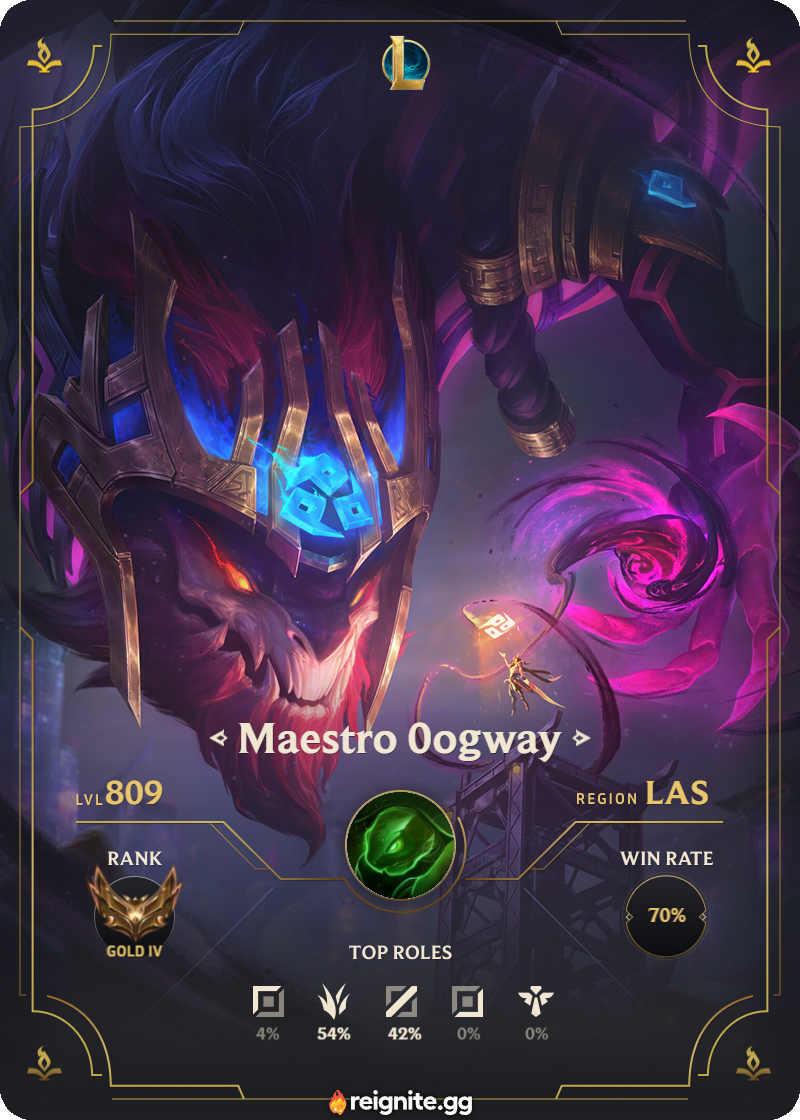 Maestro 0ogway
LVL 809
REGION LAS
RANK
WIN RATE
GOLD IV
70%
TOP ROLES
4% 54% 42% 0% 0%
reignite.gg